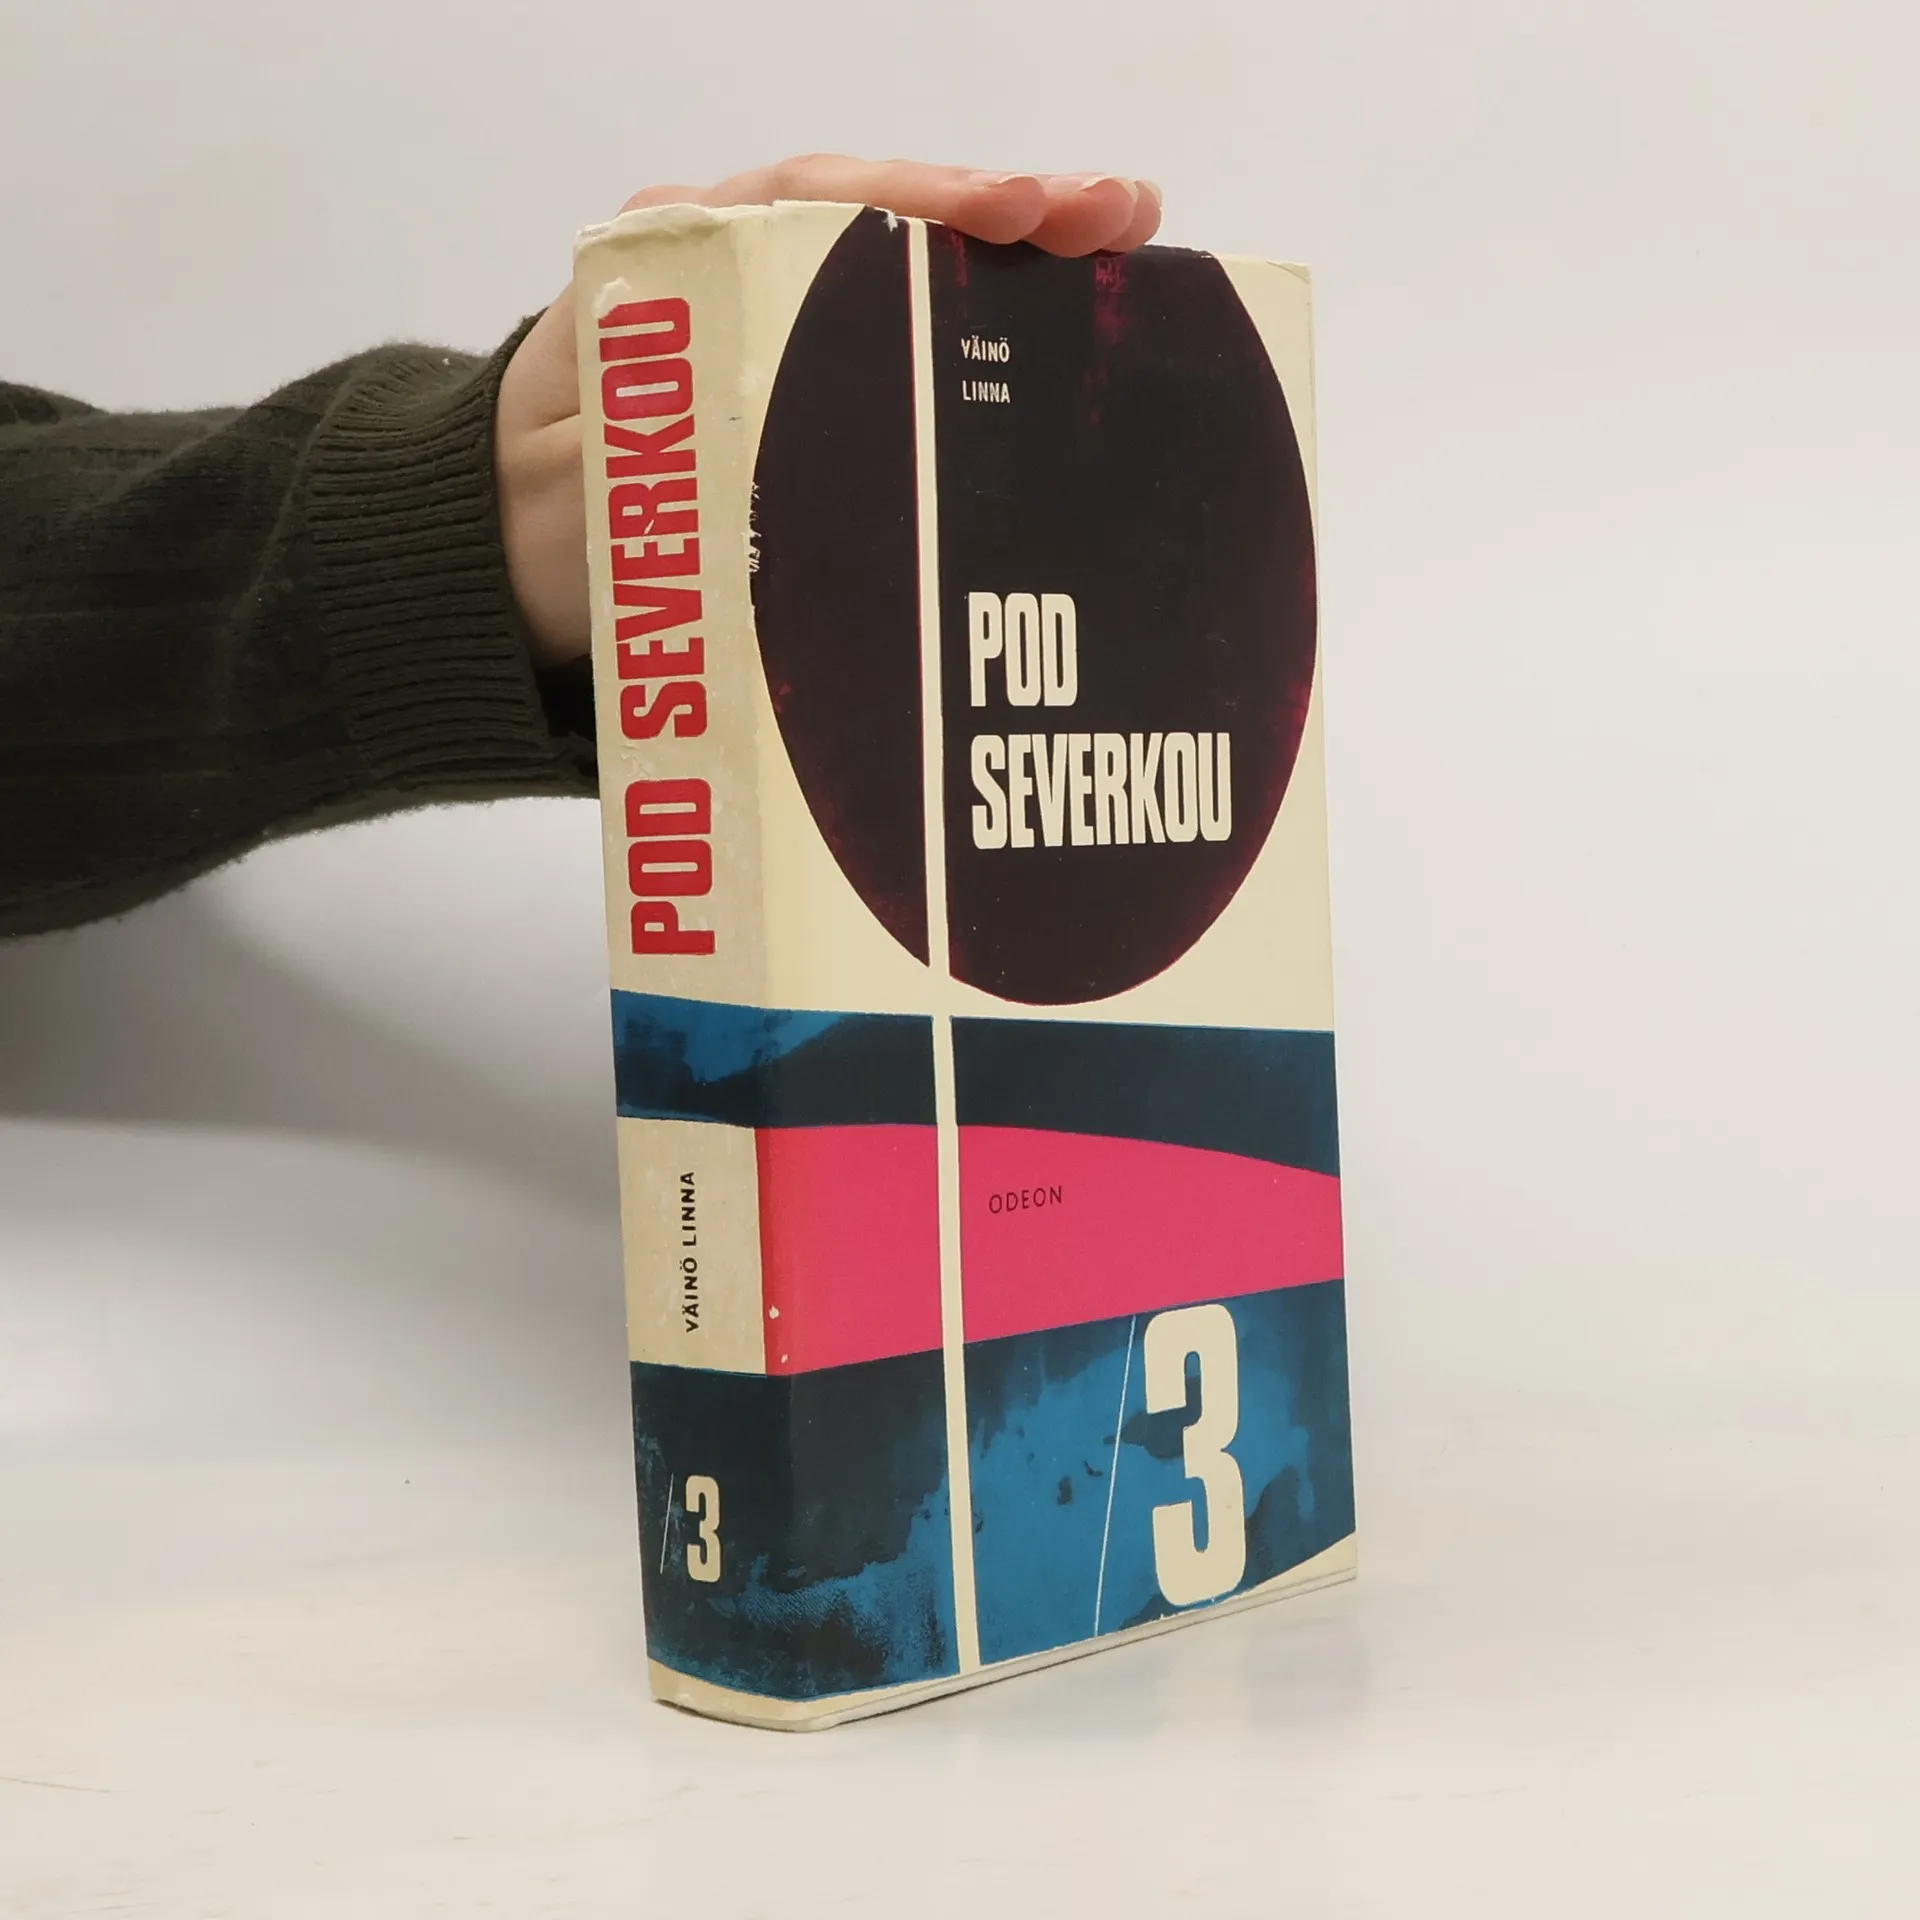 POD SEVERKOU
VÄINÖ LINNA
/3
VÄINÖ
LINNA
POD
SEVERKOU
ODEON
/3